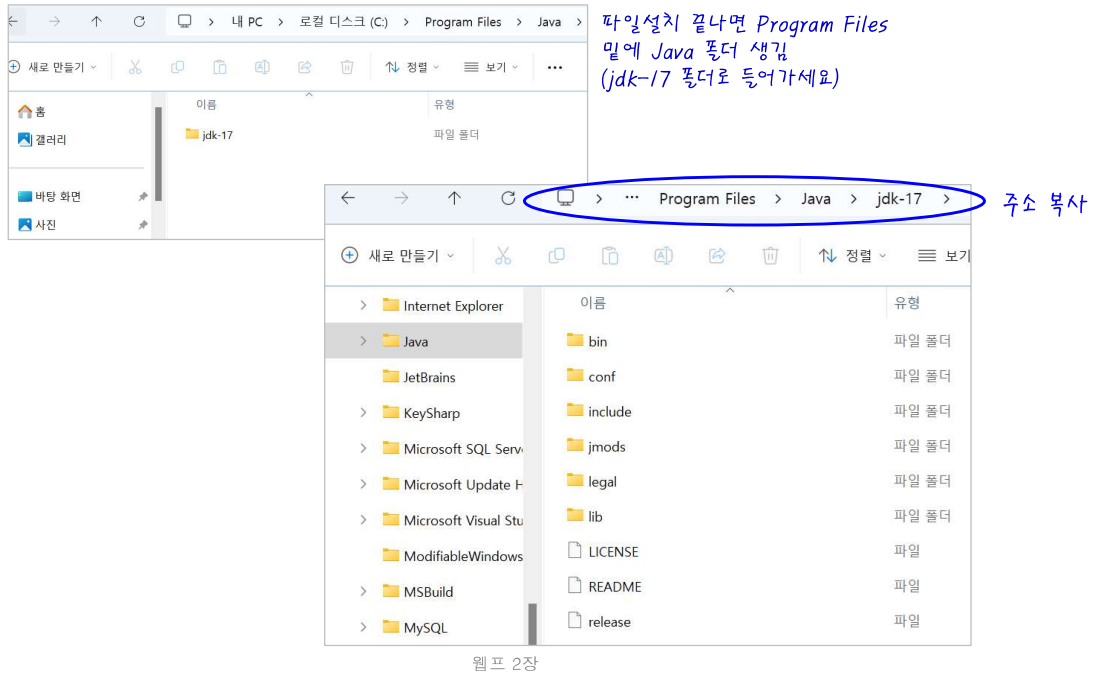 내 PC > 로컬 디스크 (C:) > Program Files > Java >
새로 만들기
정렬
보기
이름
유형
홈
갤러리
jdk-17
파일 폴더
바탕 화면
사진
파일설치 끝나면 Program Files
밑에 Java 폴더 생김
(jdk-17 폴더로 들어가세요)
> ··· Program Files > Java > jdk-17 >
주소 복사
새로 만들기
정렬
보기
Internet Explorer
Java
JetBrains
KeySharp
Microsoft SQL Serv
Microsoft Update H
Microsoft Visual Stu
ModifiableWindows
MSBuild
MySQL
이름 유형
bin 파일 폴더
conf 파일 폴더
include 파일 폴더
jmods 파일 폴더
legal 파일 폴더
lib 파일 폴더
LICENSE 파일
README 파일
release 파일
웹프 2장